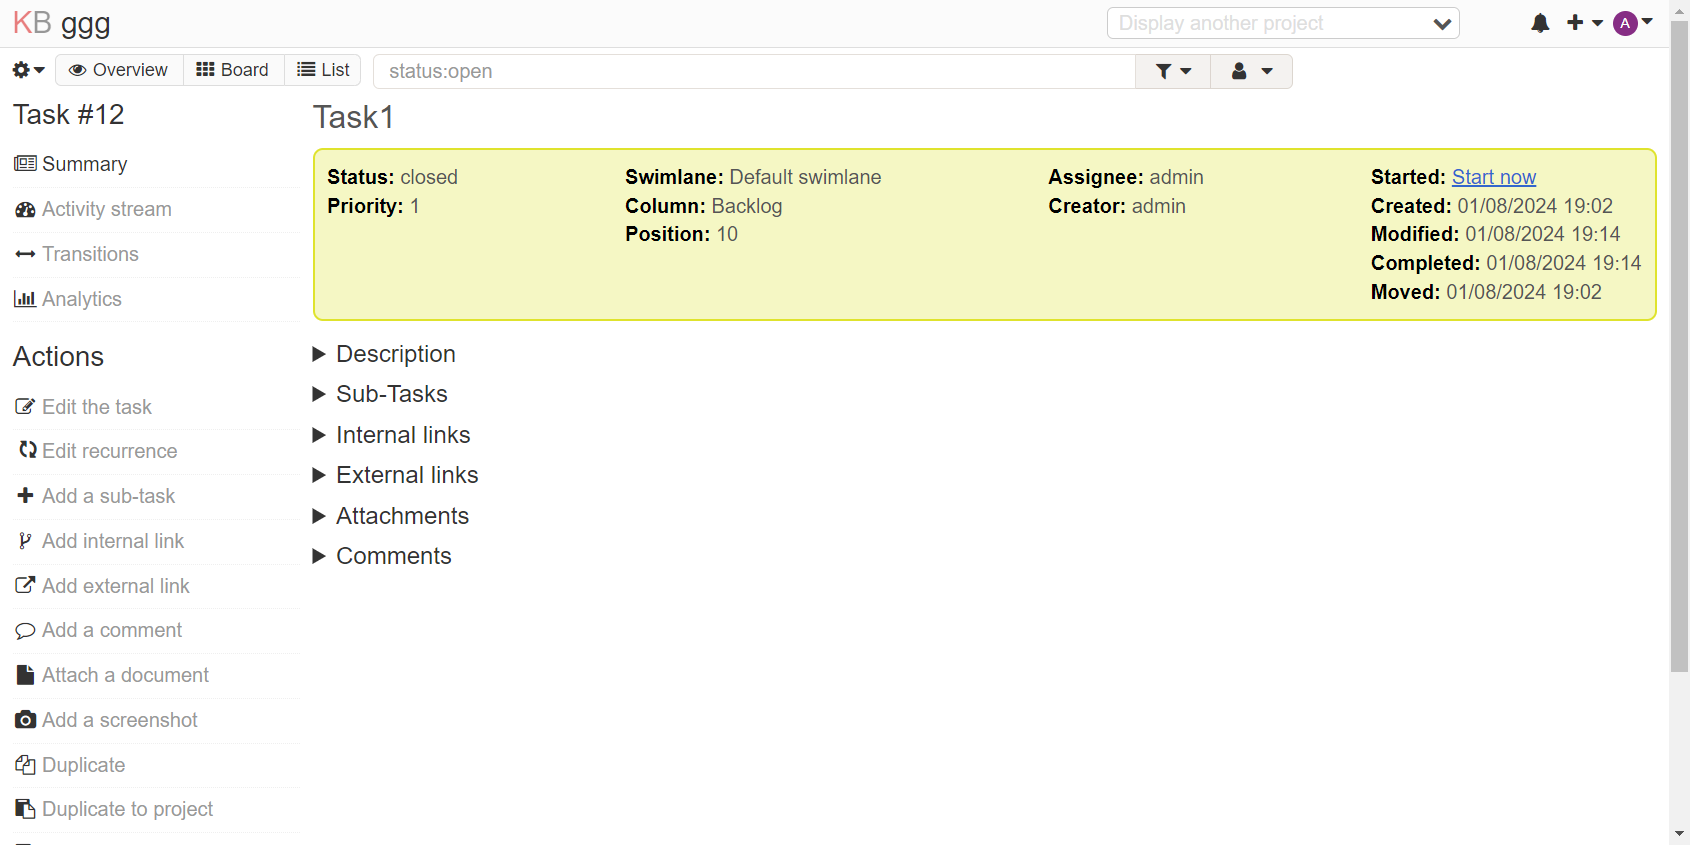 KB ggg
Display another project
A
Overview
Board
List
status:open
Task #12
Summary
Activity stream
Transitions
Analytics
Actions
Edit the task
Edit recurrence
Add a sub-task
Add internal link
Add external link
Add a comment
Attach a document
Add a screenshot
Duplicate
Duplicate to project
Task1
Status: closed
Priority: 1
Swimlane: Default swimlane
Column: Backlog
Position: 10
Assignee: admin
Creator: admin
Started: Start now
Created: 01/08/2024 19:02
Modified: 01/08/2024 19:14
Completed: 01/08/2024 19:14
Moved: 01/08/2024 19:02
Description
Sub-Tasks
Internal links
External links
Attachments
Comments